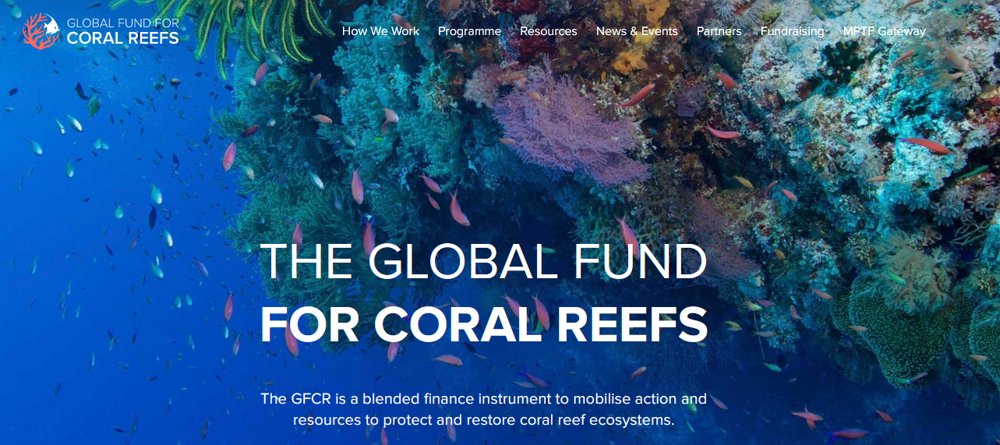 GLOBAL FUND FOR
CORAL REEFS
How We Work Programme Resources News & Events Partners Fundraising MPTF Gateway
THE GLOBAL FUND
FOR CORAL REEFS
The GFCR is a blended finance instrument to mobilise action and
resources to protect and restore coral reef ecosystems.